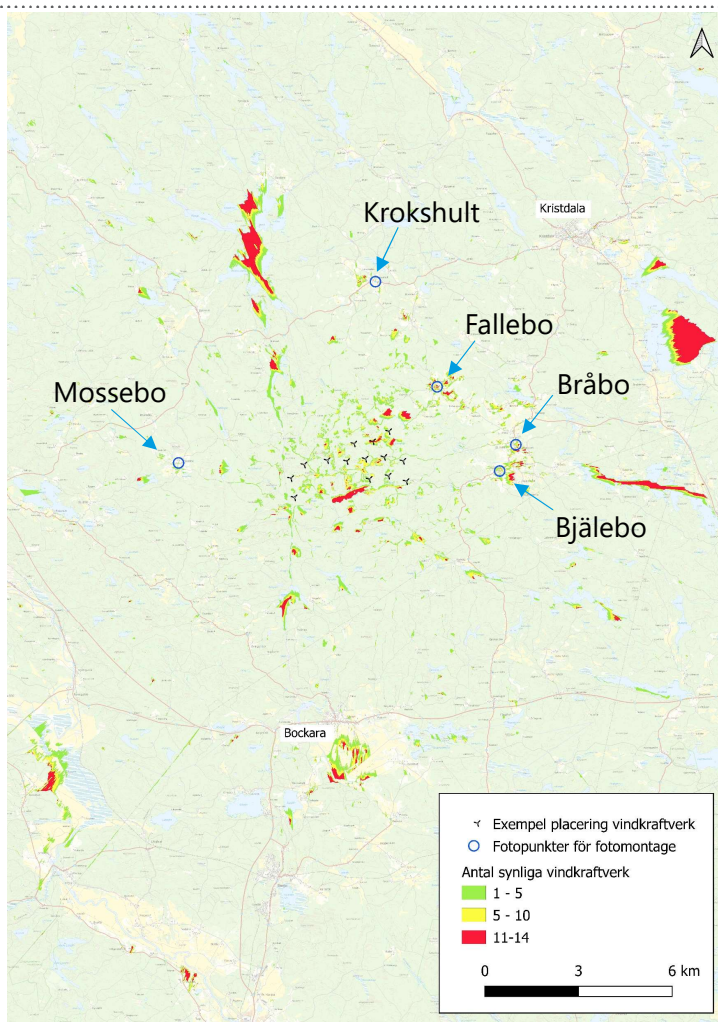 Krokshult
Kristdala
Fallebo
Mossebo
Bråbo
Bjälebo
Bockara
Exempel placering vindkraftverk
Fotopunkter för fotomontage
Antal synliga vindkraftverk
1 - 5
5 - 10
11-14
0 3 6 km